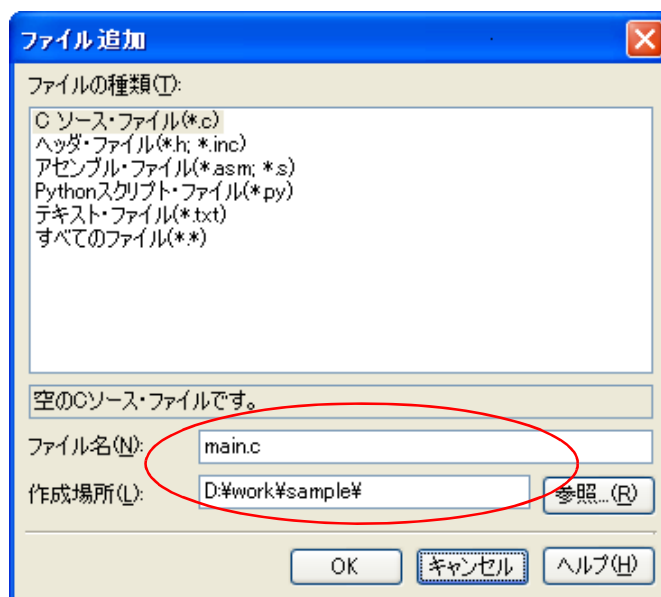 ファイル追加
ファイルの種類(T):
C ソース・ファイル(*.c)
ヘッダ・ファイル(*.h; *.inc)
アセンブル・ファイル(*.asm; *.s)
Pythonスクリプト・ファイル(*.py)
テキスト・ファイル(*.txt)
すべてのファイル(*.*)
空のCソース・ファイルです。
ファイル名(N): main.c
作成場所(L): D:¥work¥sample¥ 参照...(R)
OK キャンセル ヘルプ(H)